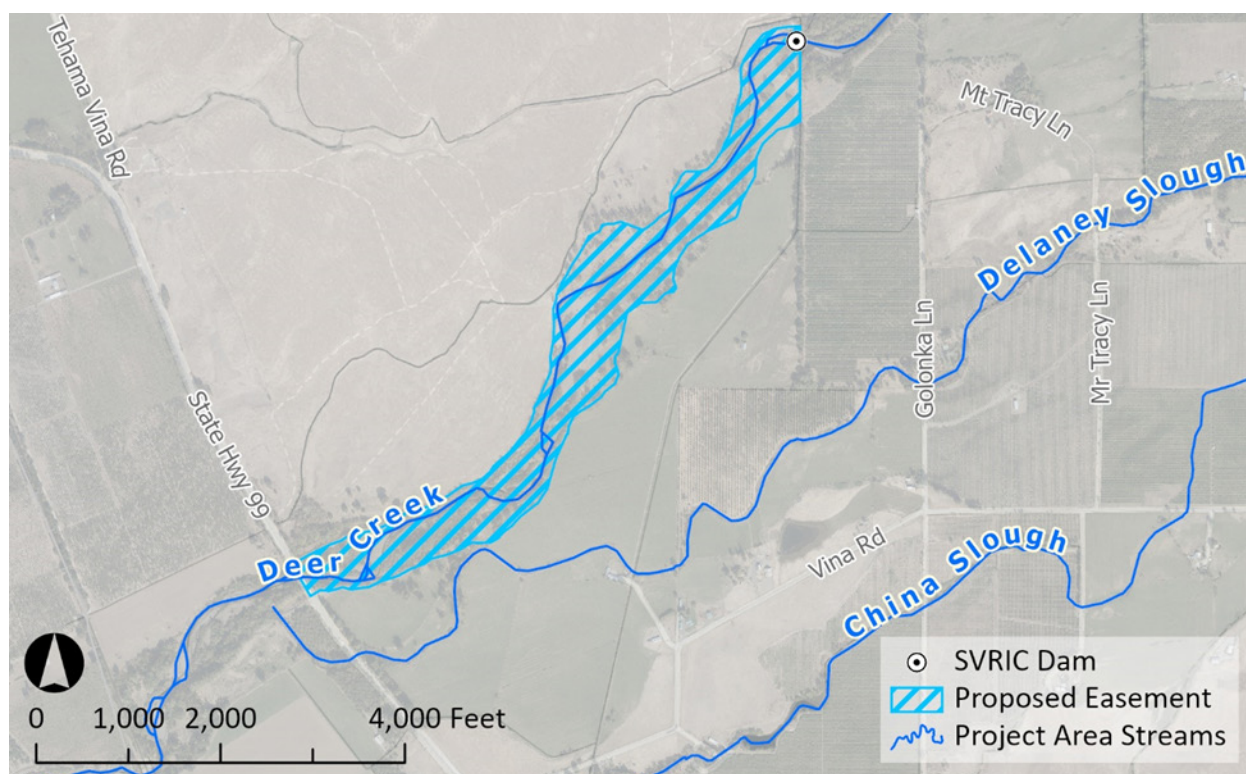 Tehama Vina Rd
Mt Tracy Ln
Delaney Slough
Golonka Ln
Mr Tracy Ln
State Hwy 99
Deer Creek
Vina Rd
China Slough
0 1,000 2,000 4,000 Feet
SVRIC Dam
Proposed Easement
Project Area Streams